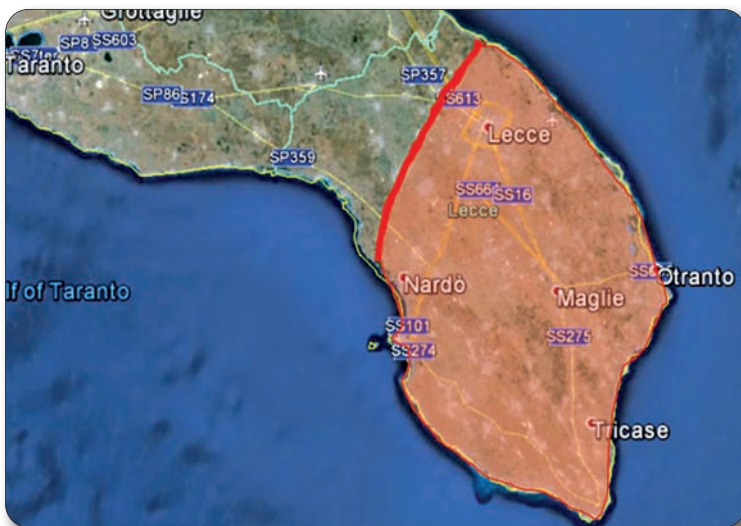 Grottaglie
SP8
SS603
SS7ter
Taranto
SP357
SP86
S174
S613
Lecce
SP359
SS16
Lecce
lf of Taranto
Nardò
Otranto
Maglie
SS101
SS275
SS274
Tricase